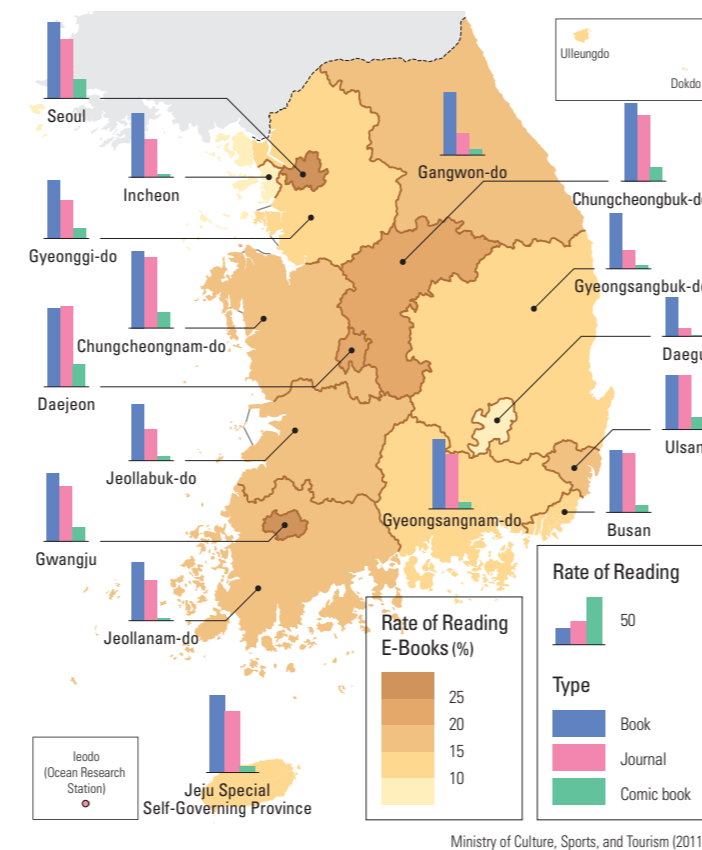 Ulleungdo
Dokdo
Seoul
Gangwon-do
Incheon
Chungcheongbuk-do
Gyeonggi-do
Gyeongsangbuk-do
Chungcheongnam-do
Daegu
Daejeon
Ulsan
Jeollabuk-do
Gyeongsangnam-do
Busan
Gwangju
Jeollanam-do
Rate of Reading
E-Books (%)
25
20
15
10
Rate of Reading
50
Type
Book
Journal
Comic book
Ieodo
(Ocean Research
Station)
Jeju Special
Self-Governing Province
Ministry of Culture, Sports, and Tourism (2011